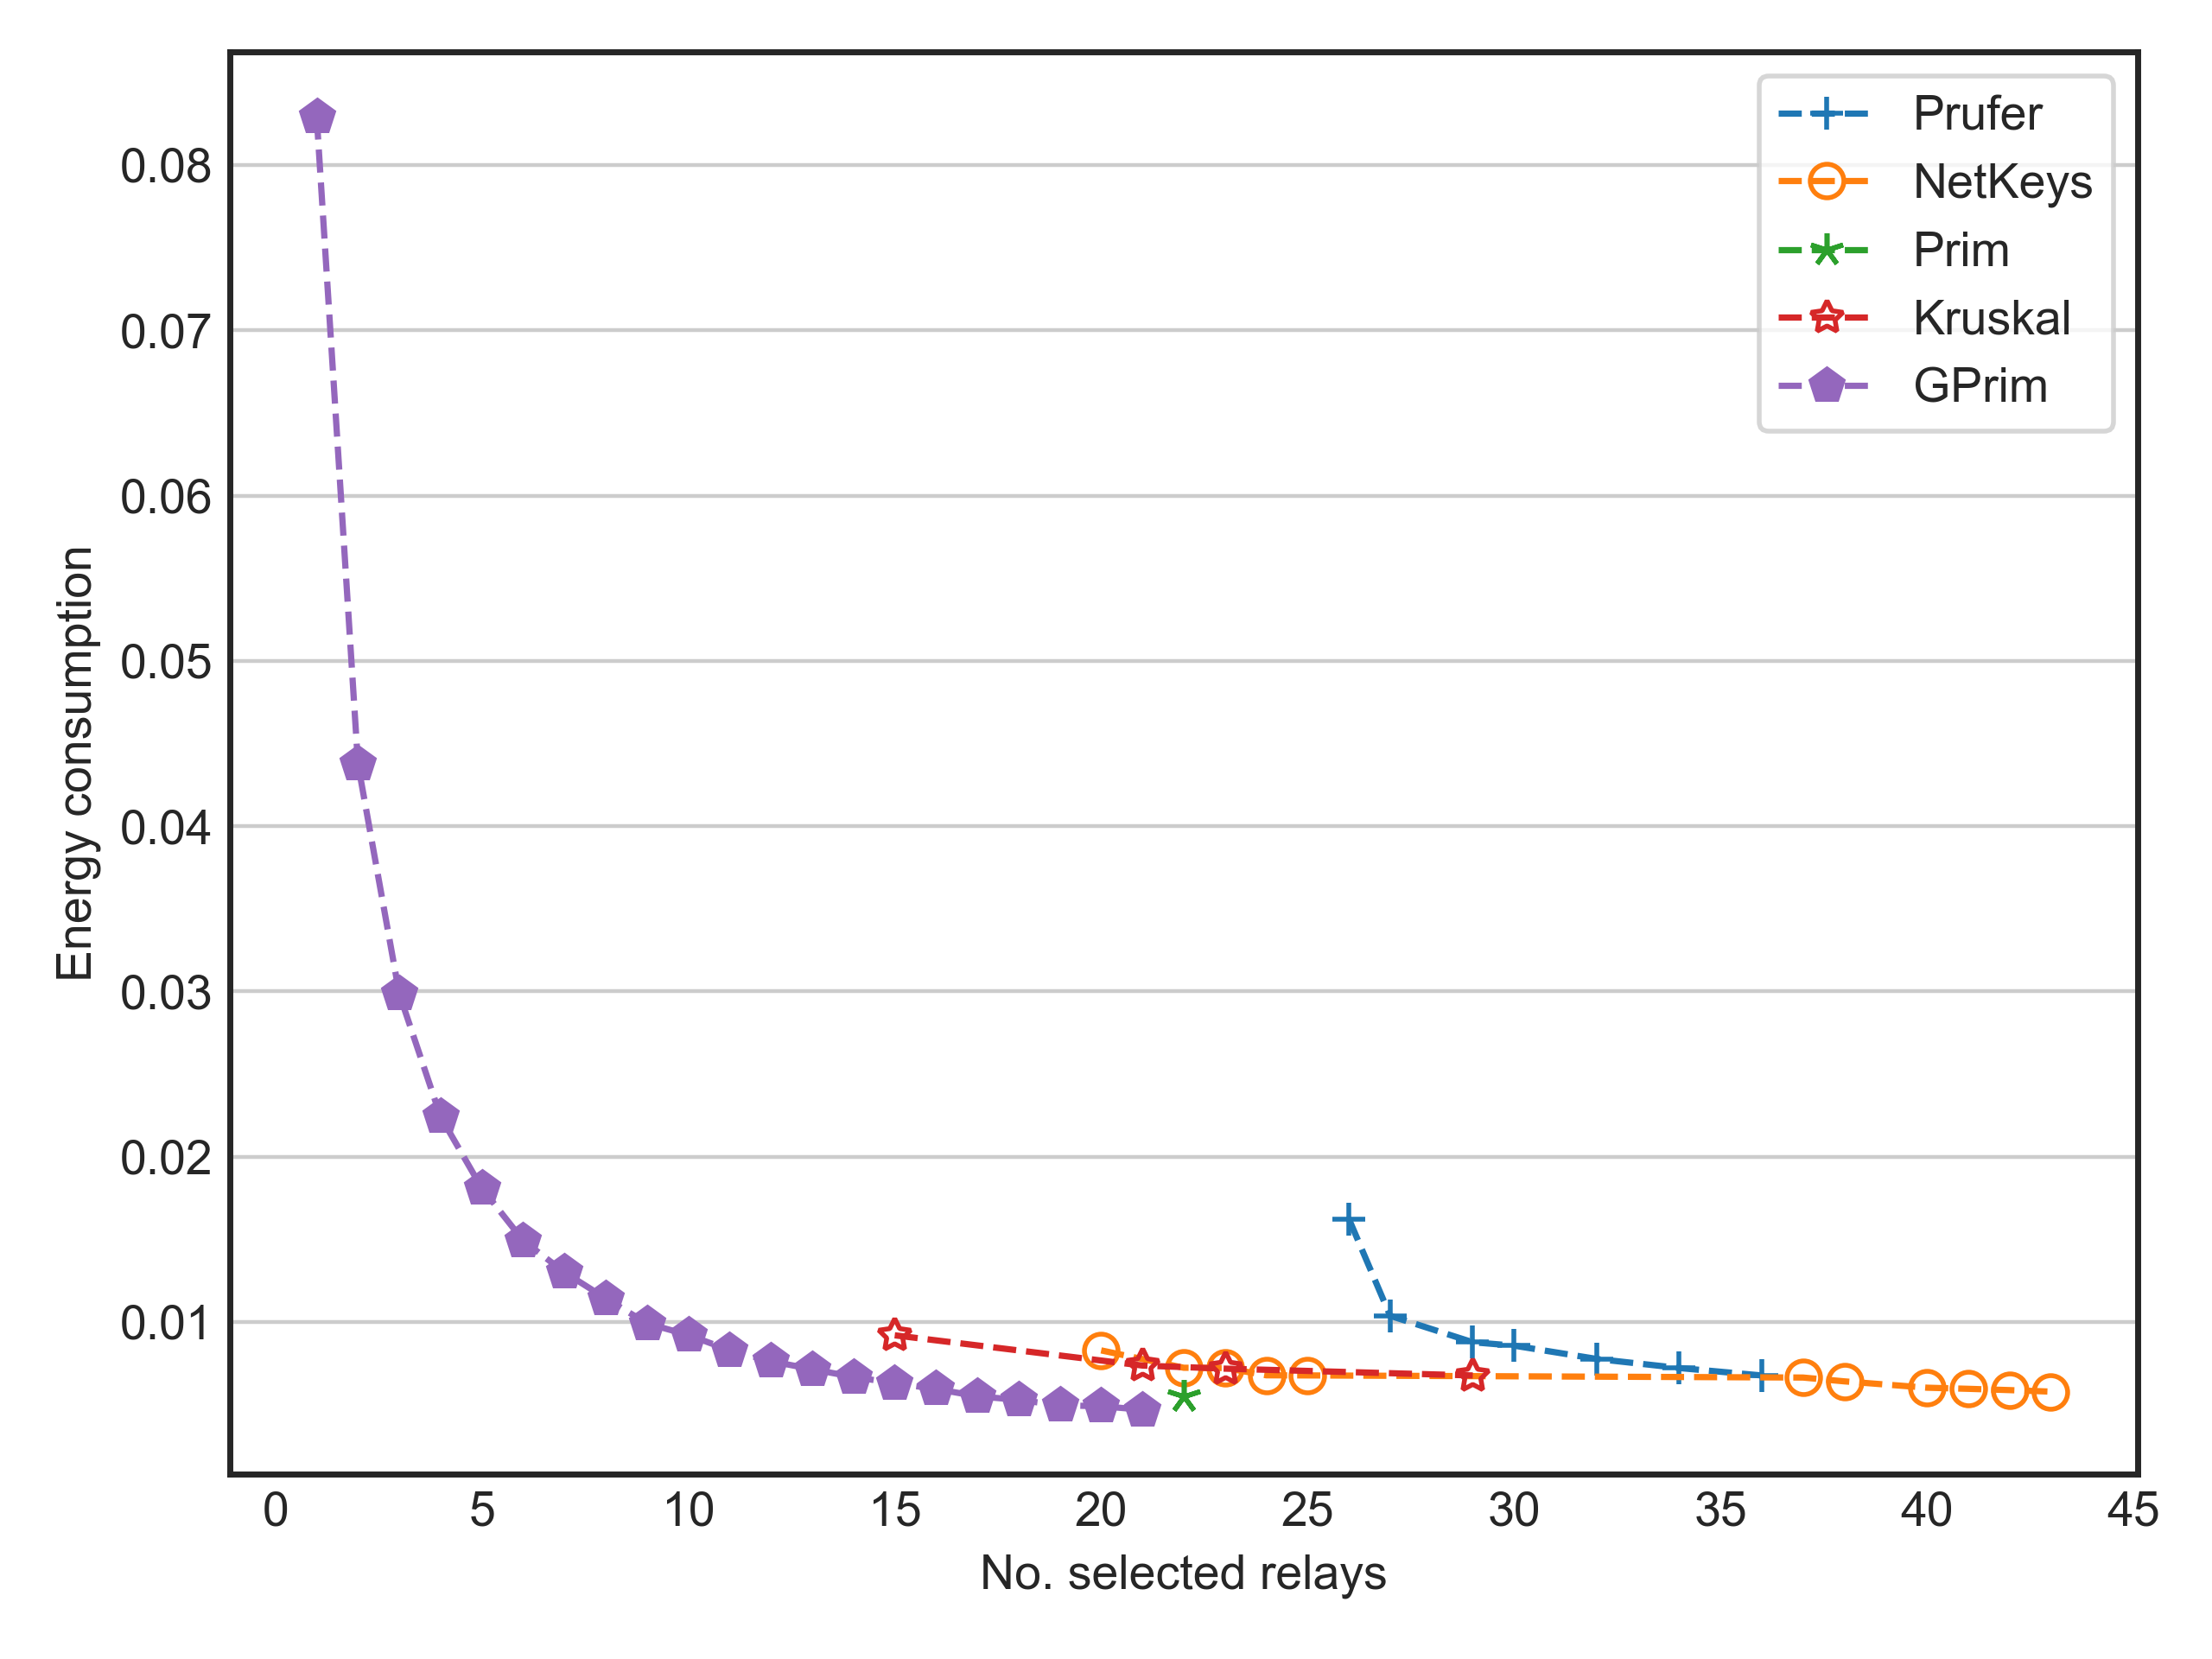 Prufer
NetKeys
Prim
Kruskal
GPrim
Energy consumption
0.08
0.07
0.06
0.05
0.04
0.03
0.02
0.01
0 5 10 15 20 25 30 35 40 45
No. selected relays